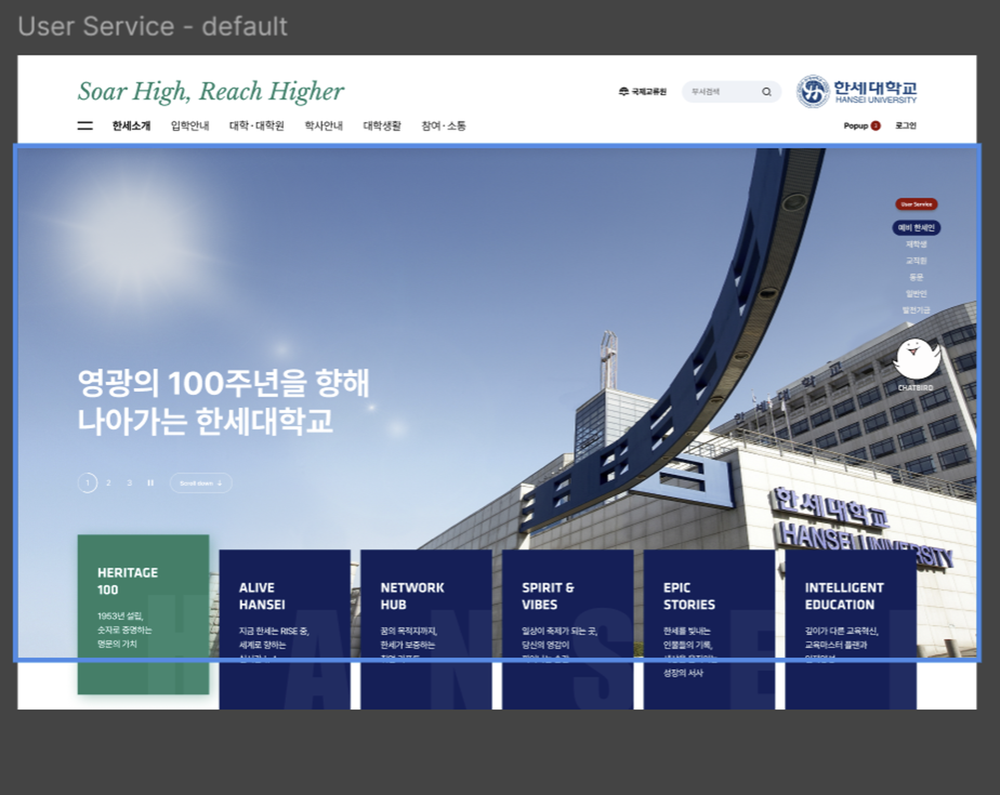 User Service - default
Soar High, Reach Higher
국제교류원
부서검색
한세대학교
HANSEI UNIVERSITY
한세소개
입학안내
대학·대학원
학사안내
대학생활
참여·소통
Popup
로그인
User Service
예비 한세인
재학생
교직원
동문
일반인
발전기금
CHATBIRD
한세대학교
영광의 100주년을 향해
나아가는 한세대학교
1 2 3
Scroll down
한세대학교
HANSEI UNIVERSITY
HERITAGE
100
1953년 설립,
숫자로 증명하는
명문의 가치
H
ALIVE
HANSEI
지금 한세는 RISE 중,
세계로 향하는
A
NETWORK
HUB
꿈의 목적지까지,
한세가 보증하는
N
SPIRIT &
VIBES
일상이 축제가 되는 곳,
당신의 영감이
S
EPIC
STORIES
한세를 빛내는
인물들의 기록,
성장의 서사
E
INTELLIGENT
EDUCATION
깊이가 다른 교육혁신,
교육마스터 플랜과
I